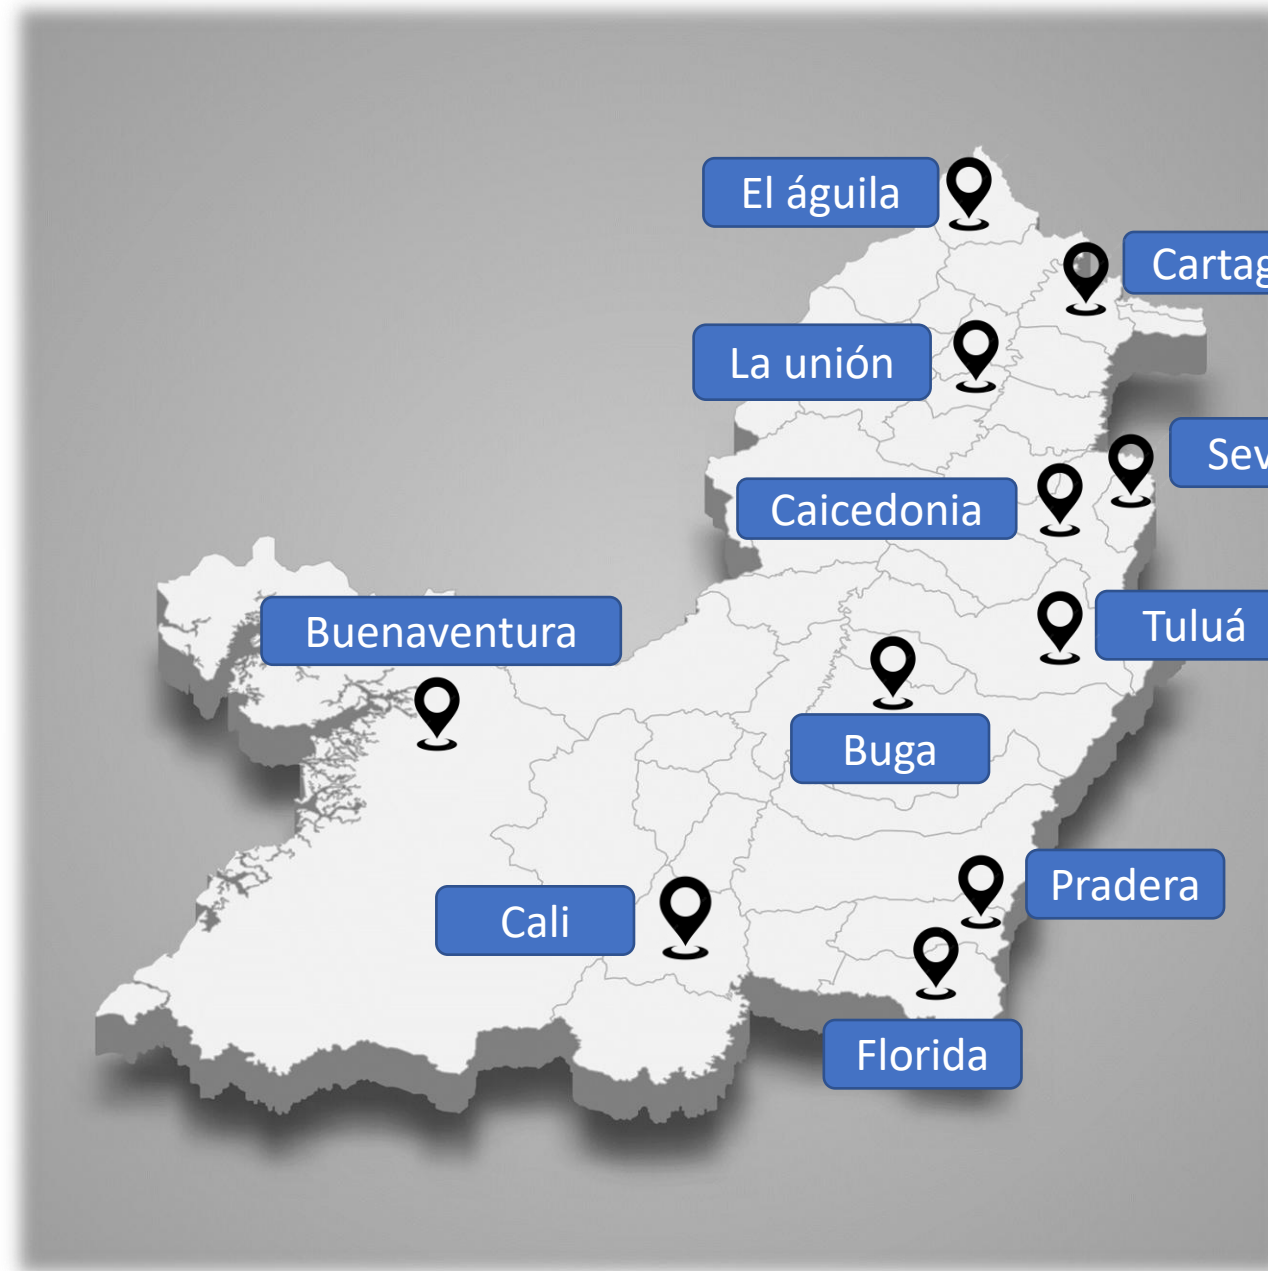 El águila
Cartag
La unión
Sev
Caicedonia
Tuluá
Buenaventura
Buga
Pradera
Cali
Florida